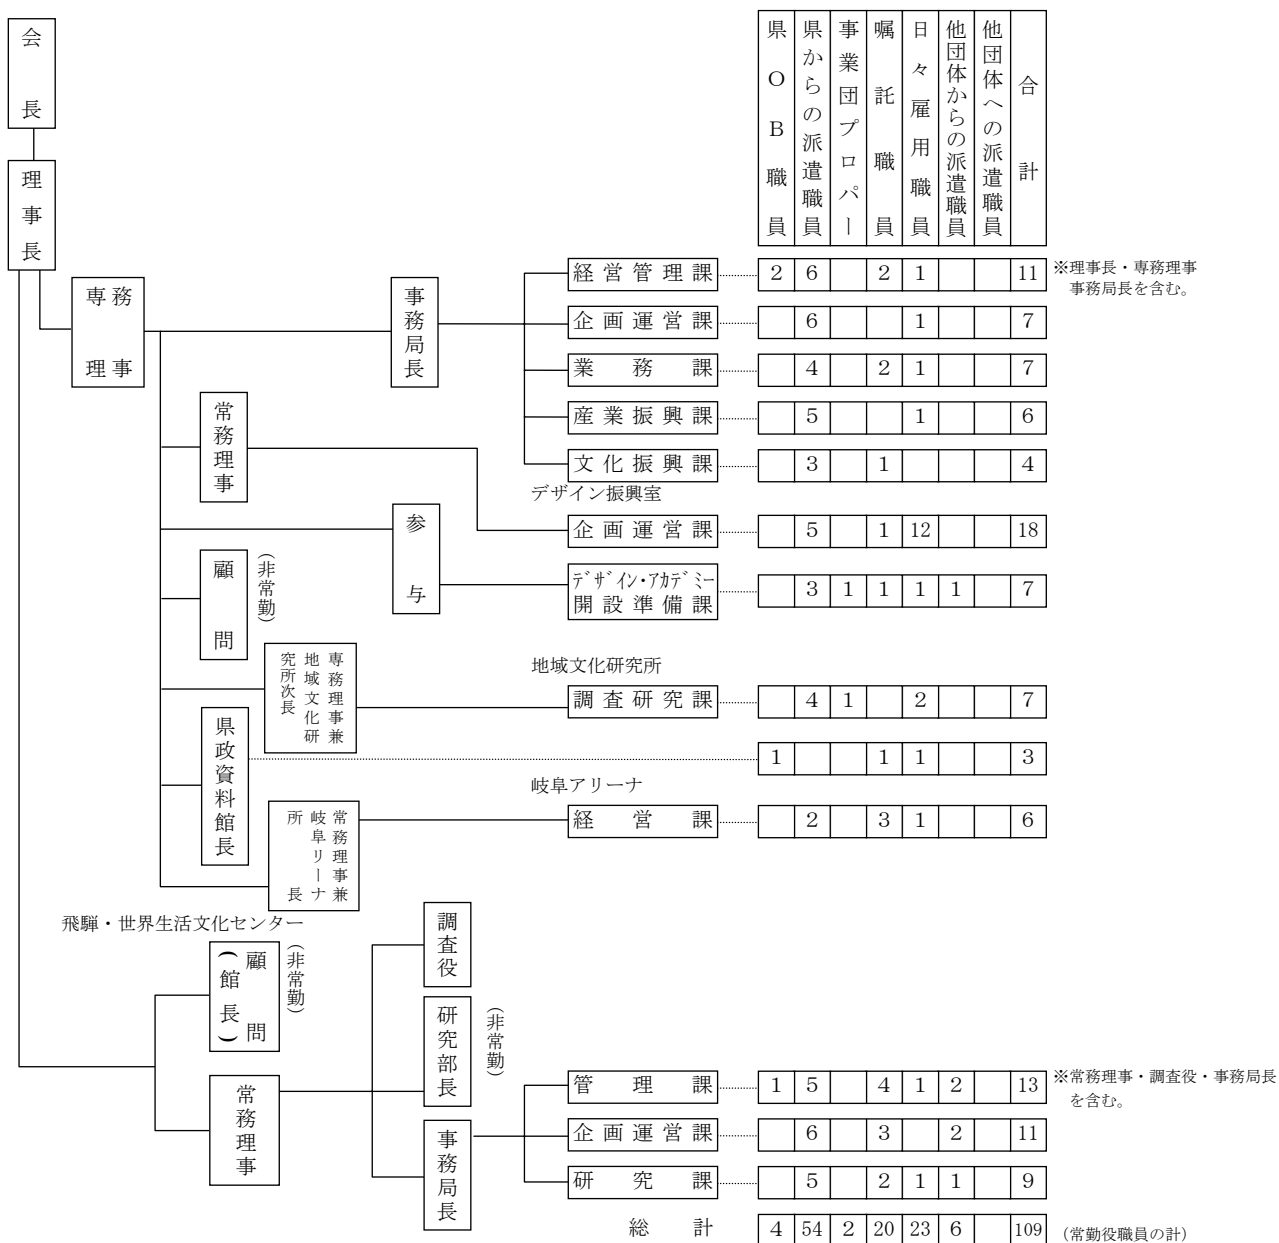 会長
理事長
専務理事
常務理事
顧問
(非常勤)
専務理事兼地域文化研究所次長
県政資料館長
常務理事兼岐阜リーナ所長
事務局長
参与
県OB職員 県からの派遣職員 事業団プロパー 嘱託職員 日々雇用職員 他団体からの派遣職員 他団体への派遣職員 合計
経営管理課 2 6 2 1 11 ※理事長・専務理事
事務局長を含む。
企画運営課 6 1 7
業務課 4 2 1 7
産業振興課 5 1 6
文化振興課 3 1 4
デザイン振興室
企画運営課 5 1 12 18
デザイン・アカデミー
開設準備課 3 1 1 1 1 7
地域文化研究所
調査研究課 4 1 2 7
1 1 1 3
岐阜アリーナ
経営課 2 3 1 6
飛騨・世界生活文化センター
顧問(館長)
(非常勤)
常務理事
調査役
研究部長
(非常勤)
事務局長
管理課 1 5 4 1 2 13 ※常務理事・調査役・事務局長
を含む。
企画運営課 6 3 2 11
研究課 5 2 1 1 9
総計 4 54 2 20 23 6 109 (常勤役職員の計)